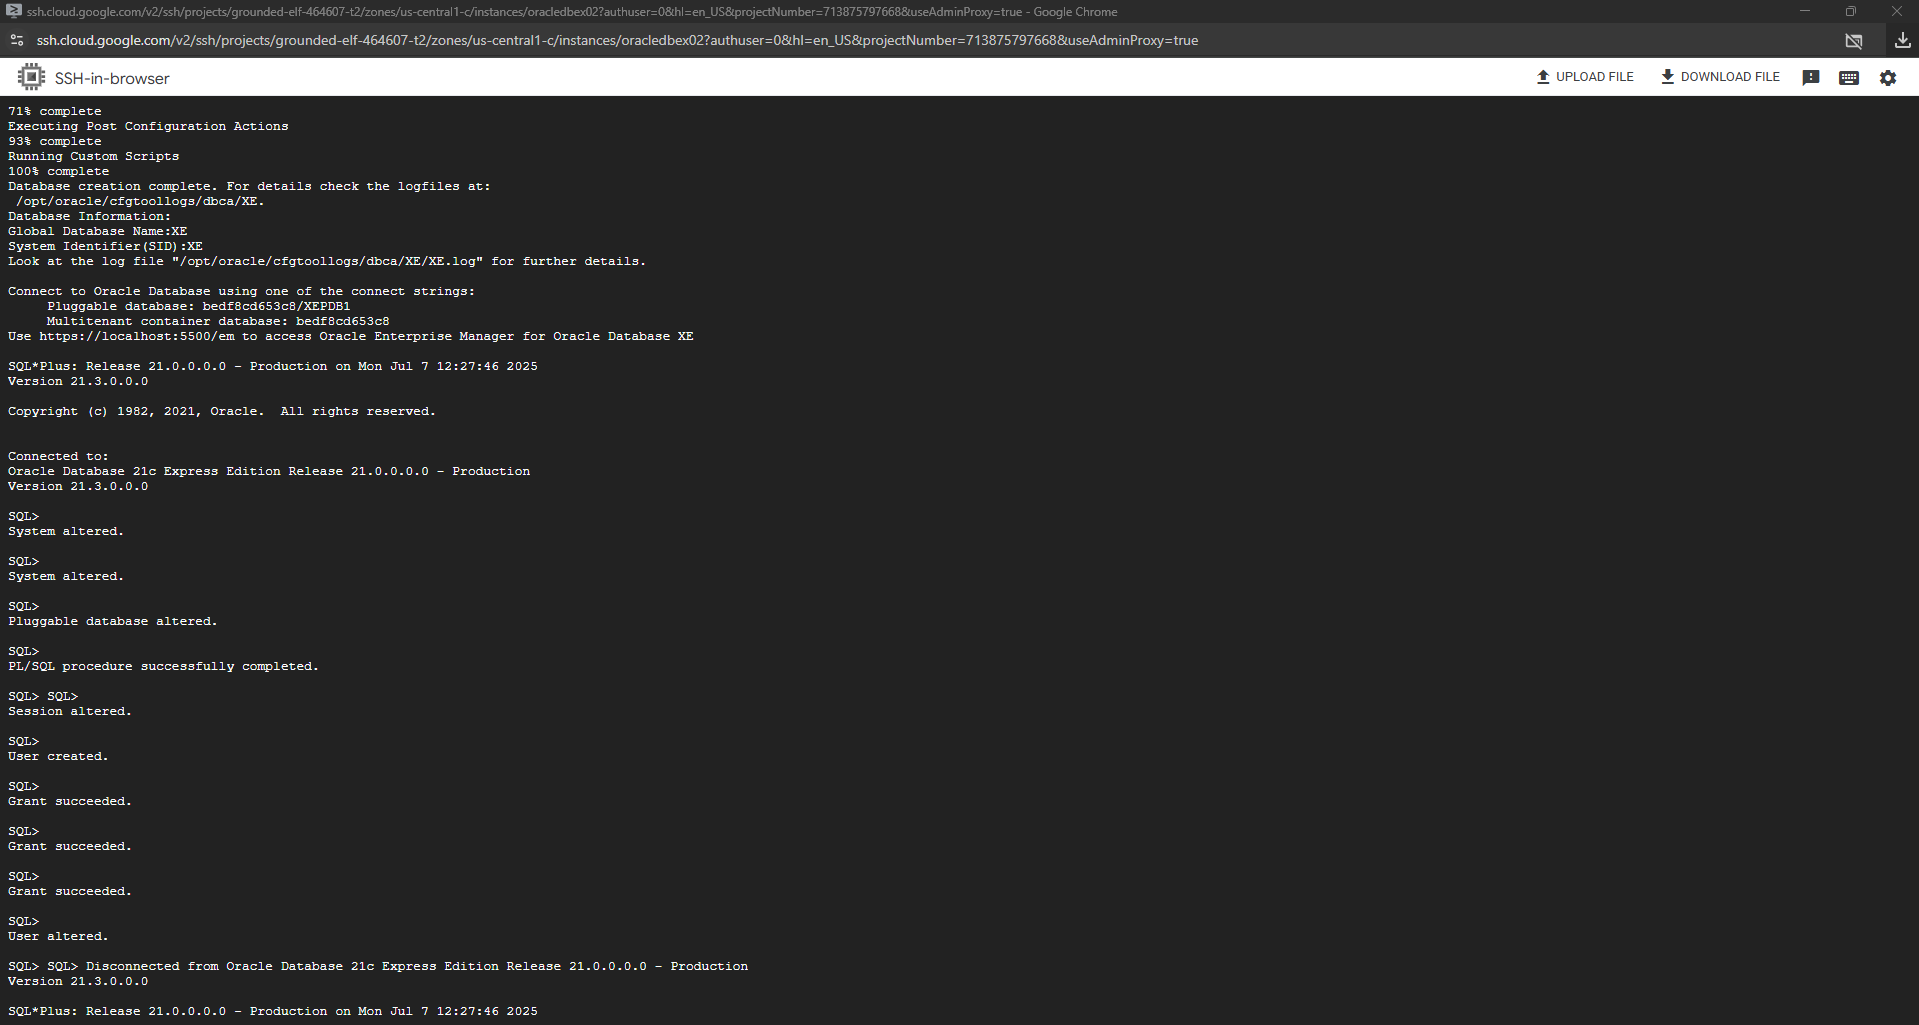 ssh.cloud.google.com/v2/ssh/projects/grounded-elf-464607-t2/zones/us-central1-c/instances/oracledbex02?authuser=0&hl=en_US&projectNumber=713875797668&useAdminProxy=true - Google Chrome
ssh.cloud.google.com/v2/ssh/projects/grounded-elf-464607-t2/zones/us-central1-c/instances/oracledbex02?authuser=0&hl=en_US&projectNumber=713875797668&useAdminProxy=true
SSH-in-browser
UPLOAD FILE
DOWNLOAD FILE
71% complete
Executing Post Configuration Actions
93% complete
Running Custom Scripts
100% complete
Database creation complete. For details check the logfiles at:
 /opt/oracle/cfgtoollogs/dbca/XE.
Database Information:
Global Database Name:XE
System Identifier(SID):XE
Look at the log file "/opt/oracle/cfgtoollogs/dbca/XE/XE.log" for further details.
Connect to Oracle Database using one of the connect strings:
     Pluggable database: bedf8cd653c8/XEPDB1
     Multitenant container database: bedf8cd653c8
Use https://localhost:5500/em to access Oracle Enterprise Manager for Oracle Database XE
SQL*Plus: Release 21.0.0.0.0 - Production on Mon Jul 7 12:27:46 2025
Version 21.3.0.0.0
Copyright (c) 1982, 2021, Oracle.  All rights reserved.
Connected to:
Oracle Database 21c Express Edition Release 21.0.0.0.0 - Production
Version 21.3.0.0.0
SQL>
System altered.
SQL>
System altered.
SQL>
Pluggable database altered.
SQL>
PL/SQL procedure successfully completed.
SQL> SQL>
Session altered.
SQL>
User created.
SQL>
Grant succeeded.
SQL>
Grant succeeded.
SQL>
Grant succeeded.
SQL>
User altered.
SQL> SQL> Disconnected from Oracle Database 21c Express Edition Release 21.0.0.0.0 - Production
Version 21.3.0.0.0
SQL*Plus: Release 21.0.0.0.0 - Production on Mon Jul 7 12:27:46 2025